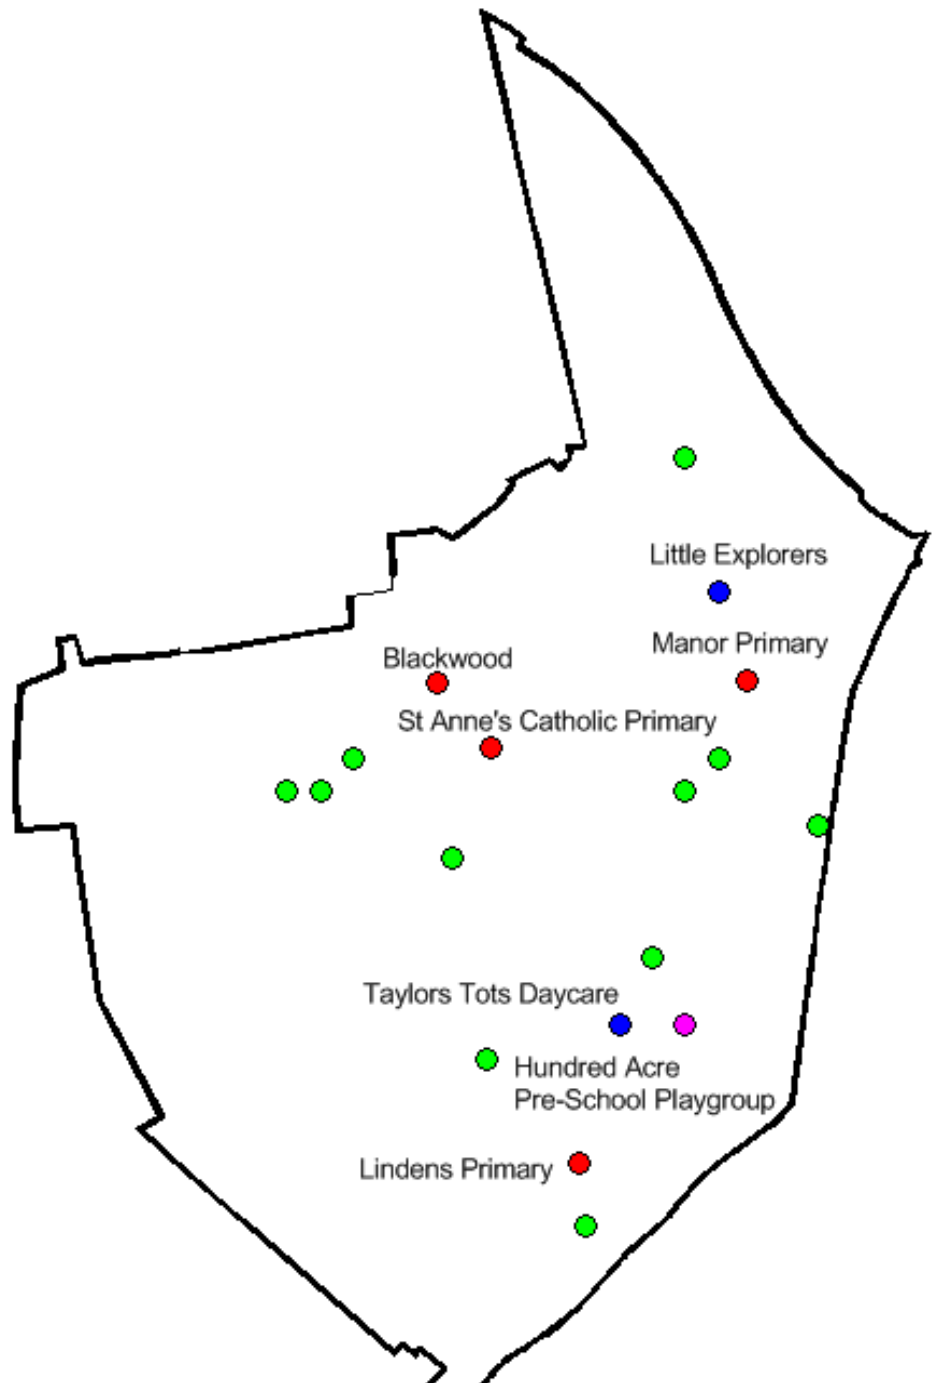 Little Explorers
Manor Primary
Blackwood
St Anne's Catholic Primary
Taylors Tots Daycare
Hundred Acre
Pre-School Playgroup
Lindens Primary